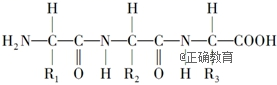 H H H
H₂N—C—C—N—C—C—N—C—COOH
R₁ O H R₂ O H R₃
@正确教育